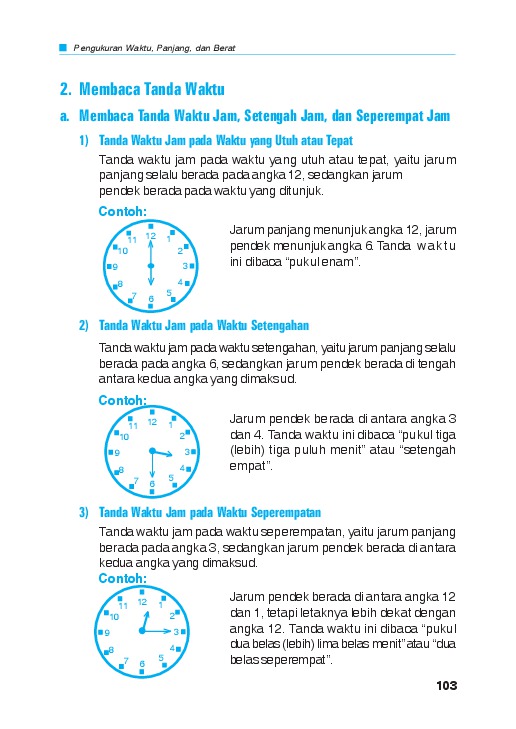 Pengukuran Waktu, Panjang, dan Berat
2. Membaca Tanda Waktu
a. Membaca Tanda Waktu Jam, Setengah Jam, dan Seperempat Jam
1) Tanda Waktu Jam pada Waktu yang Utuh atau Tepat
Tanda waktu jam pada waktu yang utuh atau tepat, yaitu jarum
panjang selalu berada pada angka 12, sedangkan jarum
pendek berada pada waktu yang ditunjuk.
Contoh:
12
1
2
3
4
5
6
7
8
9
10
11
Jarum panjang menunjuk angka 12, jarum
pendek menunjuk angka 6. Tanda waktu
ini dibaca “pukul enam”.
2) Tanda Waktu Jam pada Waktu Setengahan
Tanda waktu jam pada waktu setengahan, yaitu jarum panjang selalu
berada pada angka 6, sedangkan jarum pendek berada di tengah
antara kedua angka yang dimaksud.
Contoh:
12
1
2
3
4
5
6
7
8
9
10
11
Jarum pendek berada di antara angka 3
dan 4. Tanda waktu ini dibaca “pukul tiga
(lebih) tiga puluh menit” atau “setengah
empat”.
3) Tanda Waktu Jam pada Waktu Seperempatan
Tanda waktu jam pada waktu seperempatan, yaitu jarum panjang
berada pada angka 3, sedangkan jarum pendek berada di antara
kedua angka yang dimaksud.
Contoh:
12
1
2
3
4
5
6
7
8
9
10
11
Jarum pendek berada di antara angka 12
dan 1, tetapi letaknya lebih dekat dengan
angka 12. Tanda waktu ini dibaca “pukul
dua belas (lebih) lima belas menit” atau “dua
belas seperempat”.
103